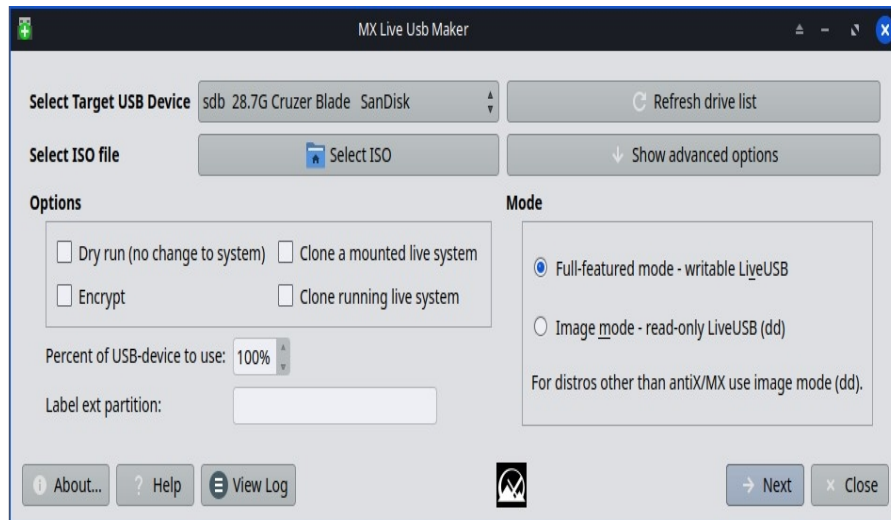 MX Live Usb Maker
Select Target USB Device sdb 28.7G Cruzer Blade SanDisk Refresh drive list
Select ISO file Select ISO Show advanced options
Options Mode
Dry run (no change to system) Clone a mounted live system
Full-featured mode - writable LiveUSB
Encrypt Clone running live system
Image mode - read-only LiveUSB (dd)
Percent of USB-device to use: 100%
For distros other than antiX/MX use image mode (dd).
Label ext partition:
About... ? Help View Log Next Close